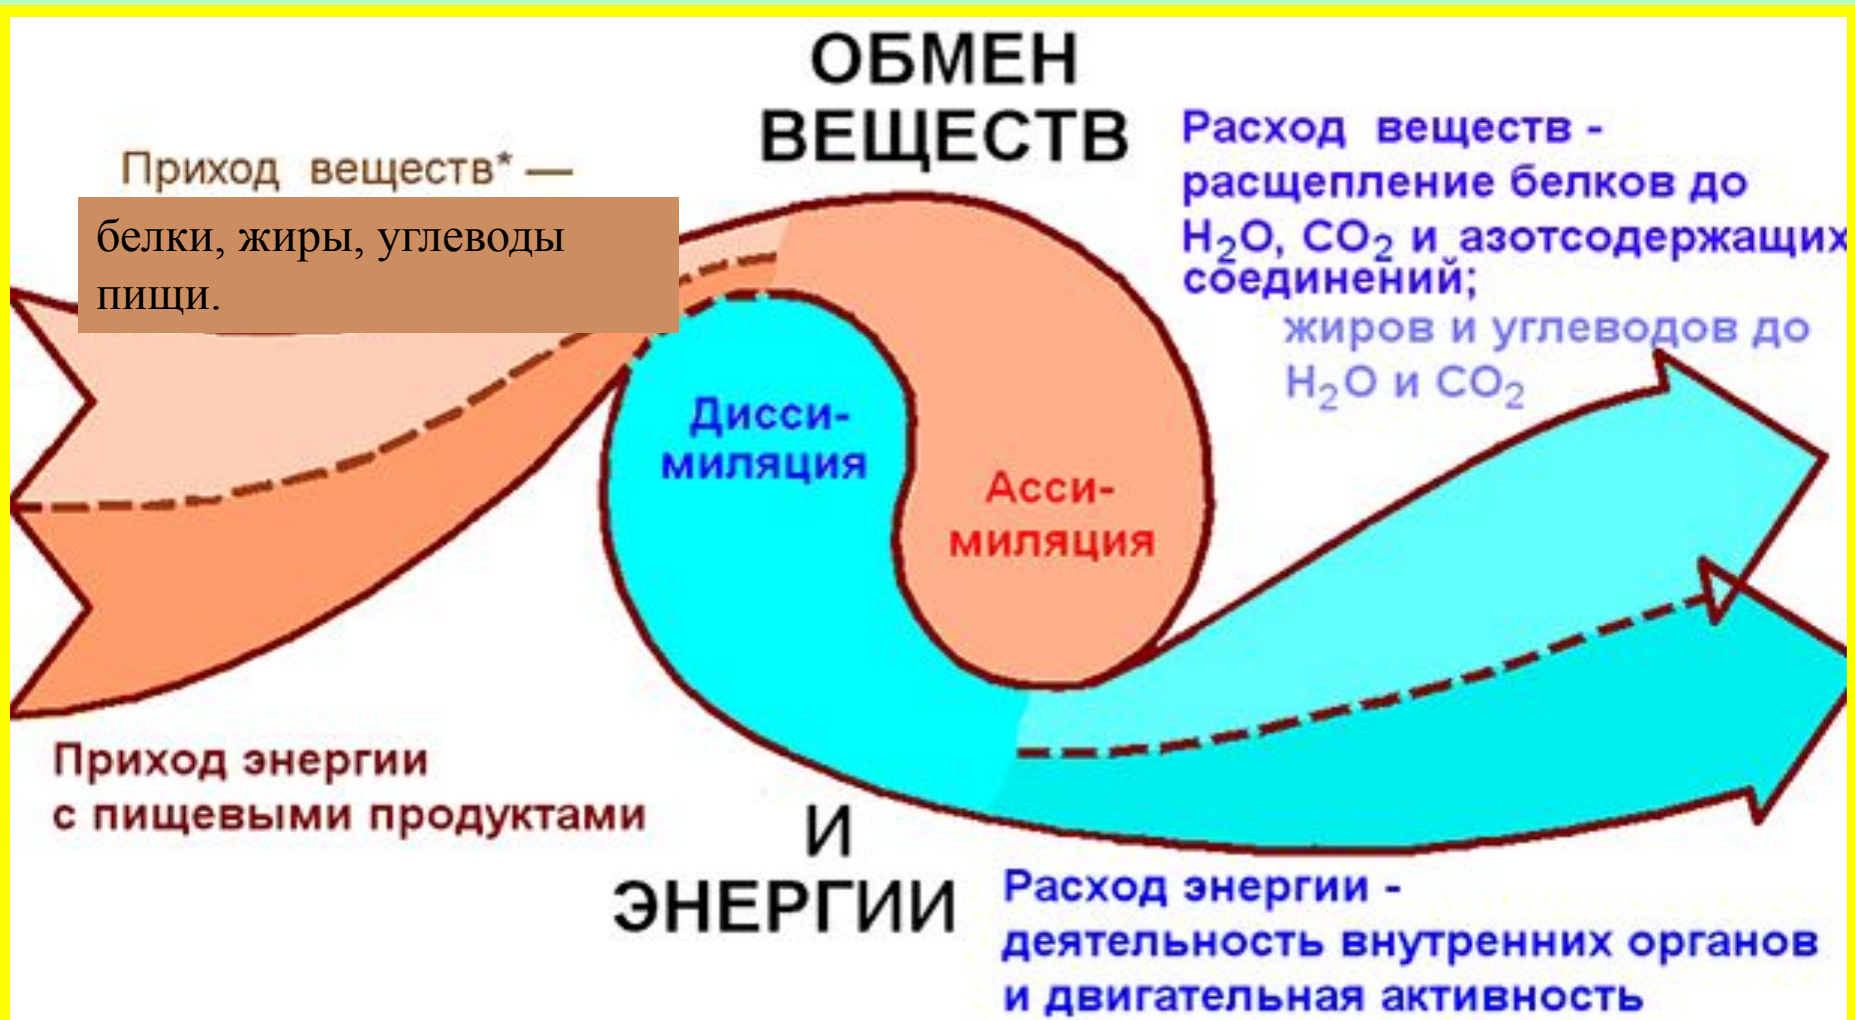 ОБМЕН
ВЕЩЕСТВ
Приход веществ* —
белки, жиры, углеводы
пищи.
Расход веществ -
расщепление белков до
H₂O, CO₂ и азотсодержащих
соединений;
жиров и углеводов до
H₂O и CO₂
Дисси-
миляция
Асси-
миляция
Приход энергии
с пищевыми продуктами
И
ЭНЕРГИИ
Расход энергии -
деятельность внутренних органов
и двигательная активность